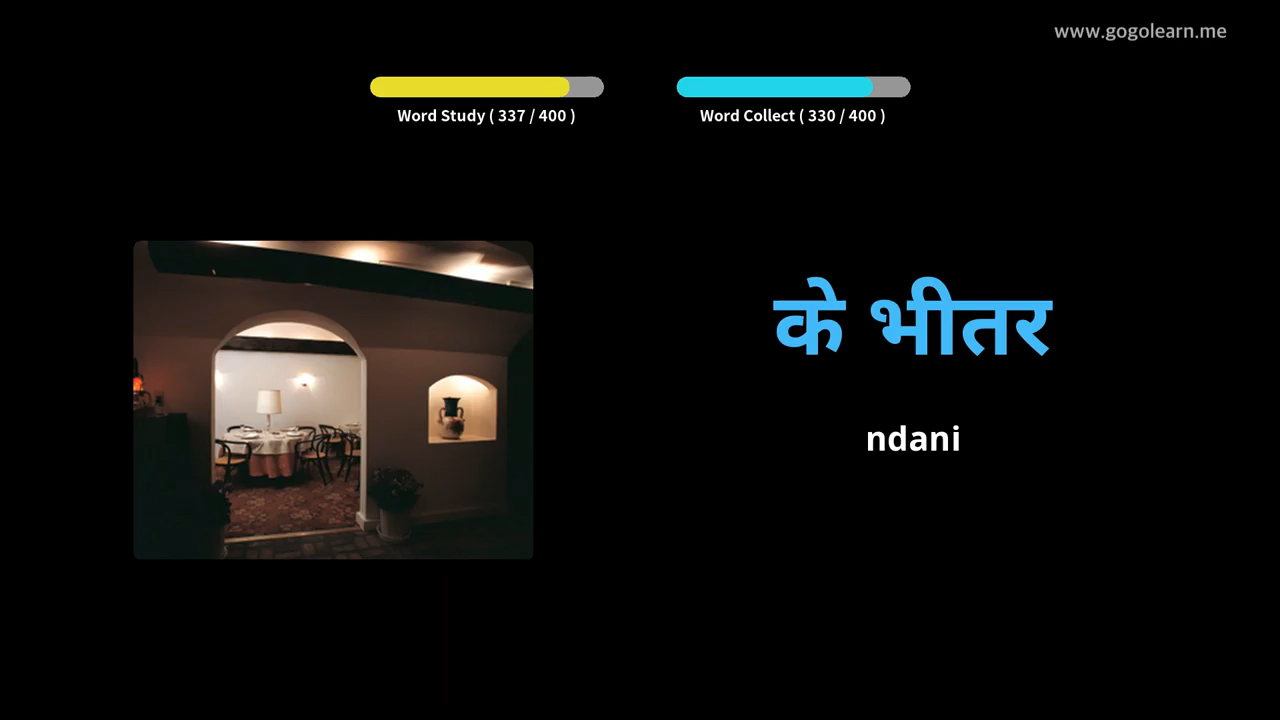 www.gogolearn.me
Word Study ( 337 / 400 )
Word Collect ( 330 / 400 )
के भीतर
ndani